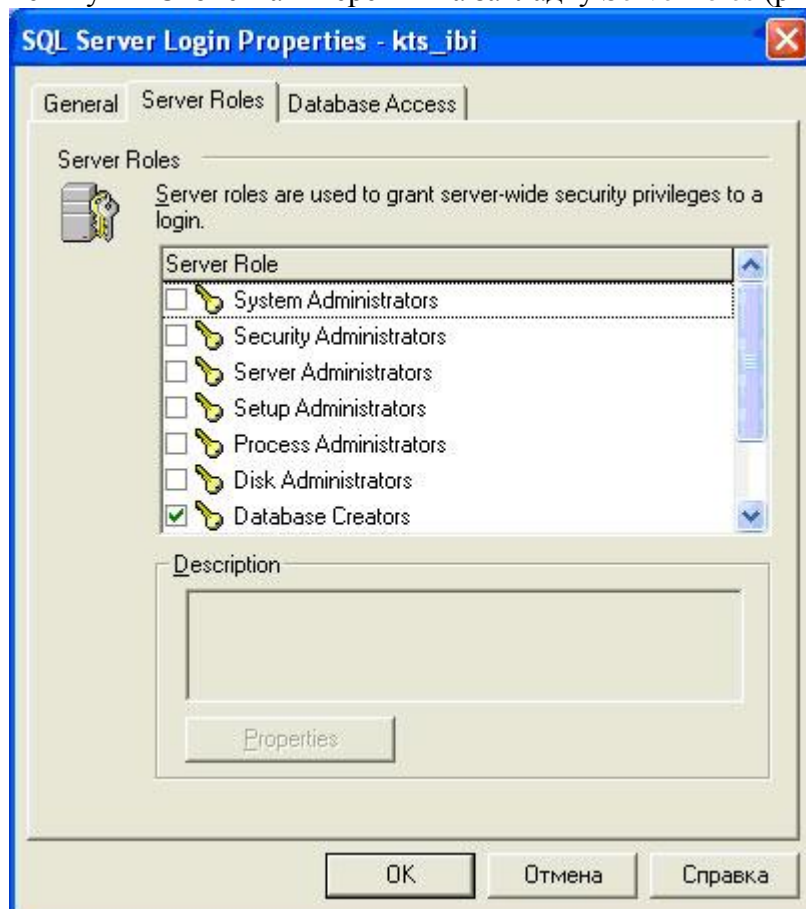 SQL Server Login Properties - kts_ibi
General Server Roles Database Access
Server Roles
Server roles are used to grant server-wide security privileges to a
login.
Server Role
System Administrators
Security Administrators
Server Administrators
Setup Administrators
Process Administrators
Disk Administrators
Database Creators
Description
Properties
OK Отмена Справка